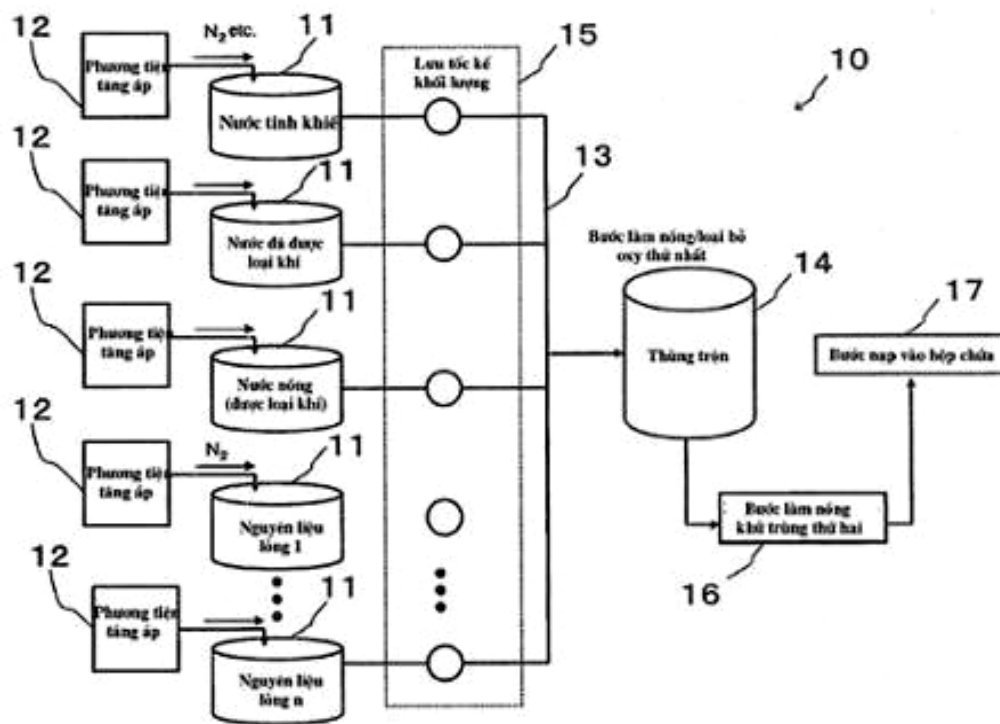 12
Phương tiện
tăng áp
N₂ etc.
11
Nước tinh khiế
15
Lưu tốc kế
khối lượng
10
12
Phương tiện
tăng áp
11
Nước đã được
loại khí
13
Bước làm nóng/loại bỏ
oxy thứ nhất
14
Thùng trộn
12
Phương tiện
tăng áp
11
Nước nóng
(được loại khí)
17
Bước nạp vào hộp chứa
12
Phương tiện
tăng áp
N₂
11
Nguyên liệu
lỏng 1
Bước làm nóng
khử trùng thứ hai
16
12
Phương tiện
tăng áp
11
Nguyên liệu
lỏng n